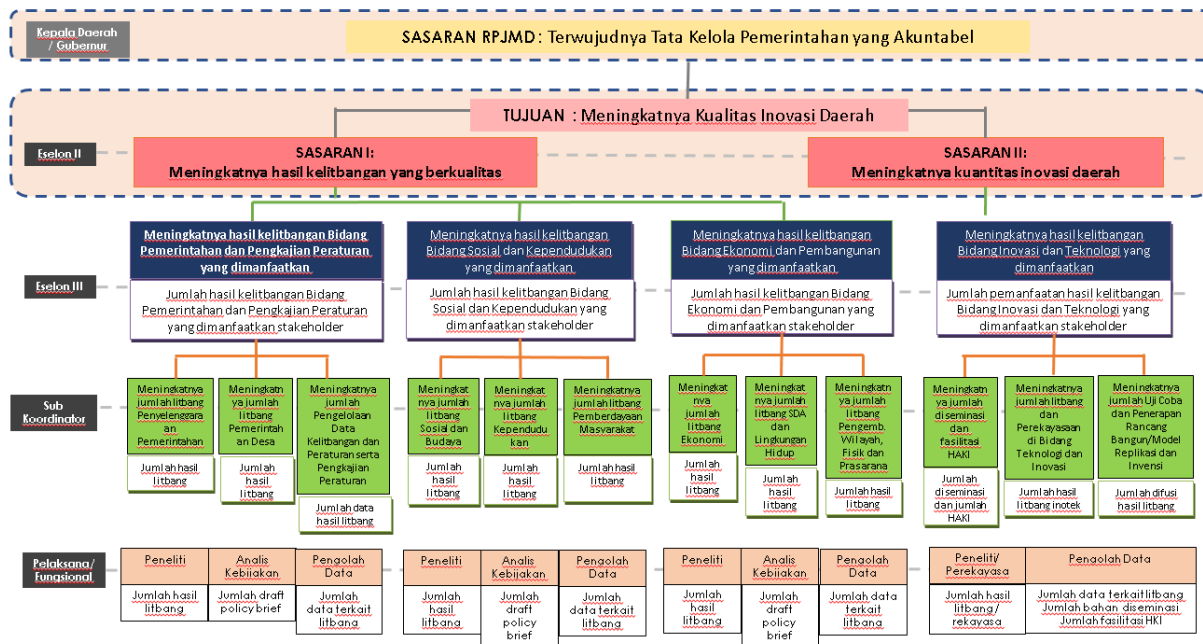 Kepala Daerah
/ Gubernur
SASARAN RPJMD : Terwujudnya Tata Kelola Pemerintahan yang Akuntabel
TUJUAN : Meningkatnya Kualitas Inovasi Daerah
Eselon II
SASARAN I:
Meningkatnya hasil kelitbangan yang berkualitas
SASARAN II:
Meningkatnya kuantitas inovasi daerah
Eselon III
Meningkatnya hasil kelitbangan Bidang
Pemerintahan dan Pengkajian Peraturan
yang dimanfaatkan
Jumlah hasil kelitbangan Bidang
Pemerintahan dan Pengkajian Peraturan
yang dimanfaatkan stakeholder
Meningkatnya hasil kelitbangan
Bidang Sosial dan Kependudukan
yang dimanfaatkan
Jumlah hasil kelitbangan Bidang
Sosial dan Kependudukan yang
dimanfaatkan stakeholder
Meningkatnya hasil kelitbangan
Bidang Ekonomi dan Pembangunan
yang dimanfaatkan
Jumlah hasil kelitbangan Bidang
Ekonomi dan Pembangunan yang
dimanfaatkan stakeholder
Meningkatnya hasil kelitbangan
Bidang Inovasi dan Teknologi yang
dimanfaatkan
Jumlah pemanfaatan hasil kelitbangan
Bidang Inovasi dan Teknologi yang
dimanfaatkan stakeholder
Sub
Koordinator
Meningkatnya
jumlah litbang
Penyelenggara
an
Pemerintahan
Jumlah hasil
litbang
Meningkatn
ya jumlah
litbang
Pemerintah
an Desa
Jumlah
hasil
litbang
Meningkatnya
jumlah
Pengelolaan
Data
Kelitbangan dan
Peraturan serta
Pengkajian
Peraturan
Jumlah data
hasil litbang
Meningkat
nya jumlah
litbang
Sosial dan
Budaya
Jumlah
hasil
litbang
Meningkat
nya jumlah
litbang
Kependudu
kan
Jumlah
hasil
litbang
Meningkatnya
jumlah litbang
Pemberdayaan
Masyarakat
Jumlah hasil
litbang
Meningkat
nya
jumlah
litbang
Ekonomi
Jumlah
hasil
litbang
Meningkat
nya jumlah
litbang SDA
dan
Lingkungan
Hidup
Jumlah
hasil
litbang
Meningkatn
ya jumlah
litbang
Pengemb.
Wilayah,
Fisik dan
Prasarana
Jumlah hasil
litbang
Meningkatn
ya jumlah
diseminasi
dan
fasilitasi
HAKI
Jumlah
diseminasi
dan jumlah
HAKI
Meningkatnya
jumlah litbang
dan
Perekayasaan
di Bidang
Teknologi dan
Inovasi
Jumlah hasil
litbang inotek
Meningkatnya
jumlah Uji Coba
dan Penerapan
Rancang
Bangun/Model
Replikasi dan
Invensi
Jumlah difusi
hasil litbang
Pelaksana/
Fungsional
Peneliti
Jumlah hasil
litbang
Analis
Kebijakan
Jumlah draft
policy brief
Pengolah
Data
Jumlah
data terkait
litbang
Peneliti
Jumlah
hasil
litbang
Analis
Kebijakan
Jumlah
draft
policy
brief
Pengolah
Data
Jumlah
data terkait
litbang
Peneliti
Jumlah
hasil
litbang
Analis
Kebijakan
Jumlah
draft
policy
brief
Pengolah
Data
Jumlah data
terkait
litbang
Peneliti/
Perekayasa
Jumlah hasil
litbang/
rekayasa
Pengolah Data
Jumlah data terkait litbang
Jumlah bahan diseminasi
Jumlah fasilitasi HKI